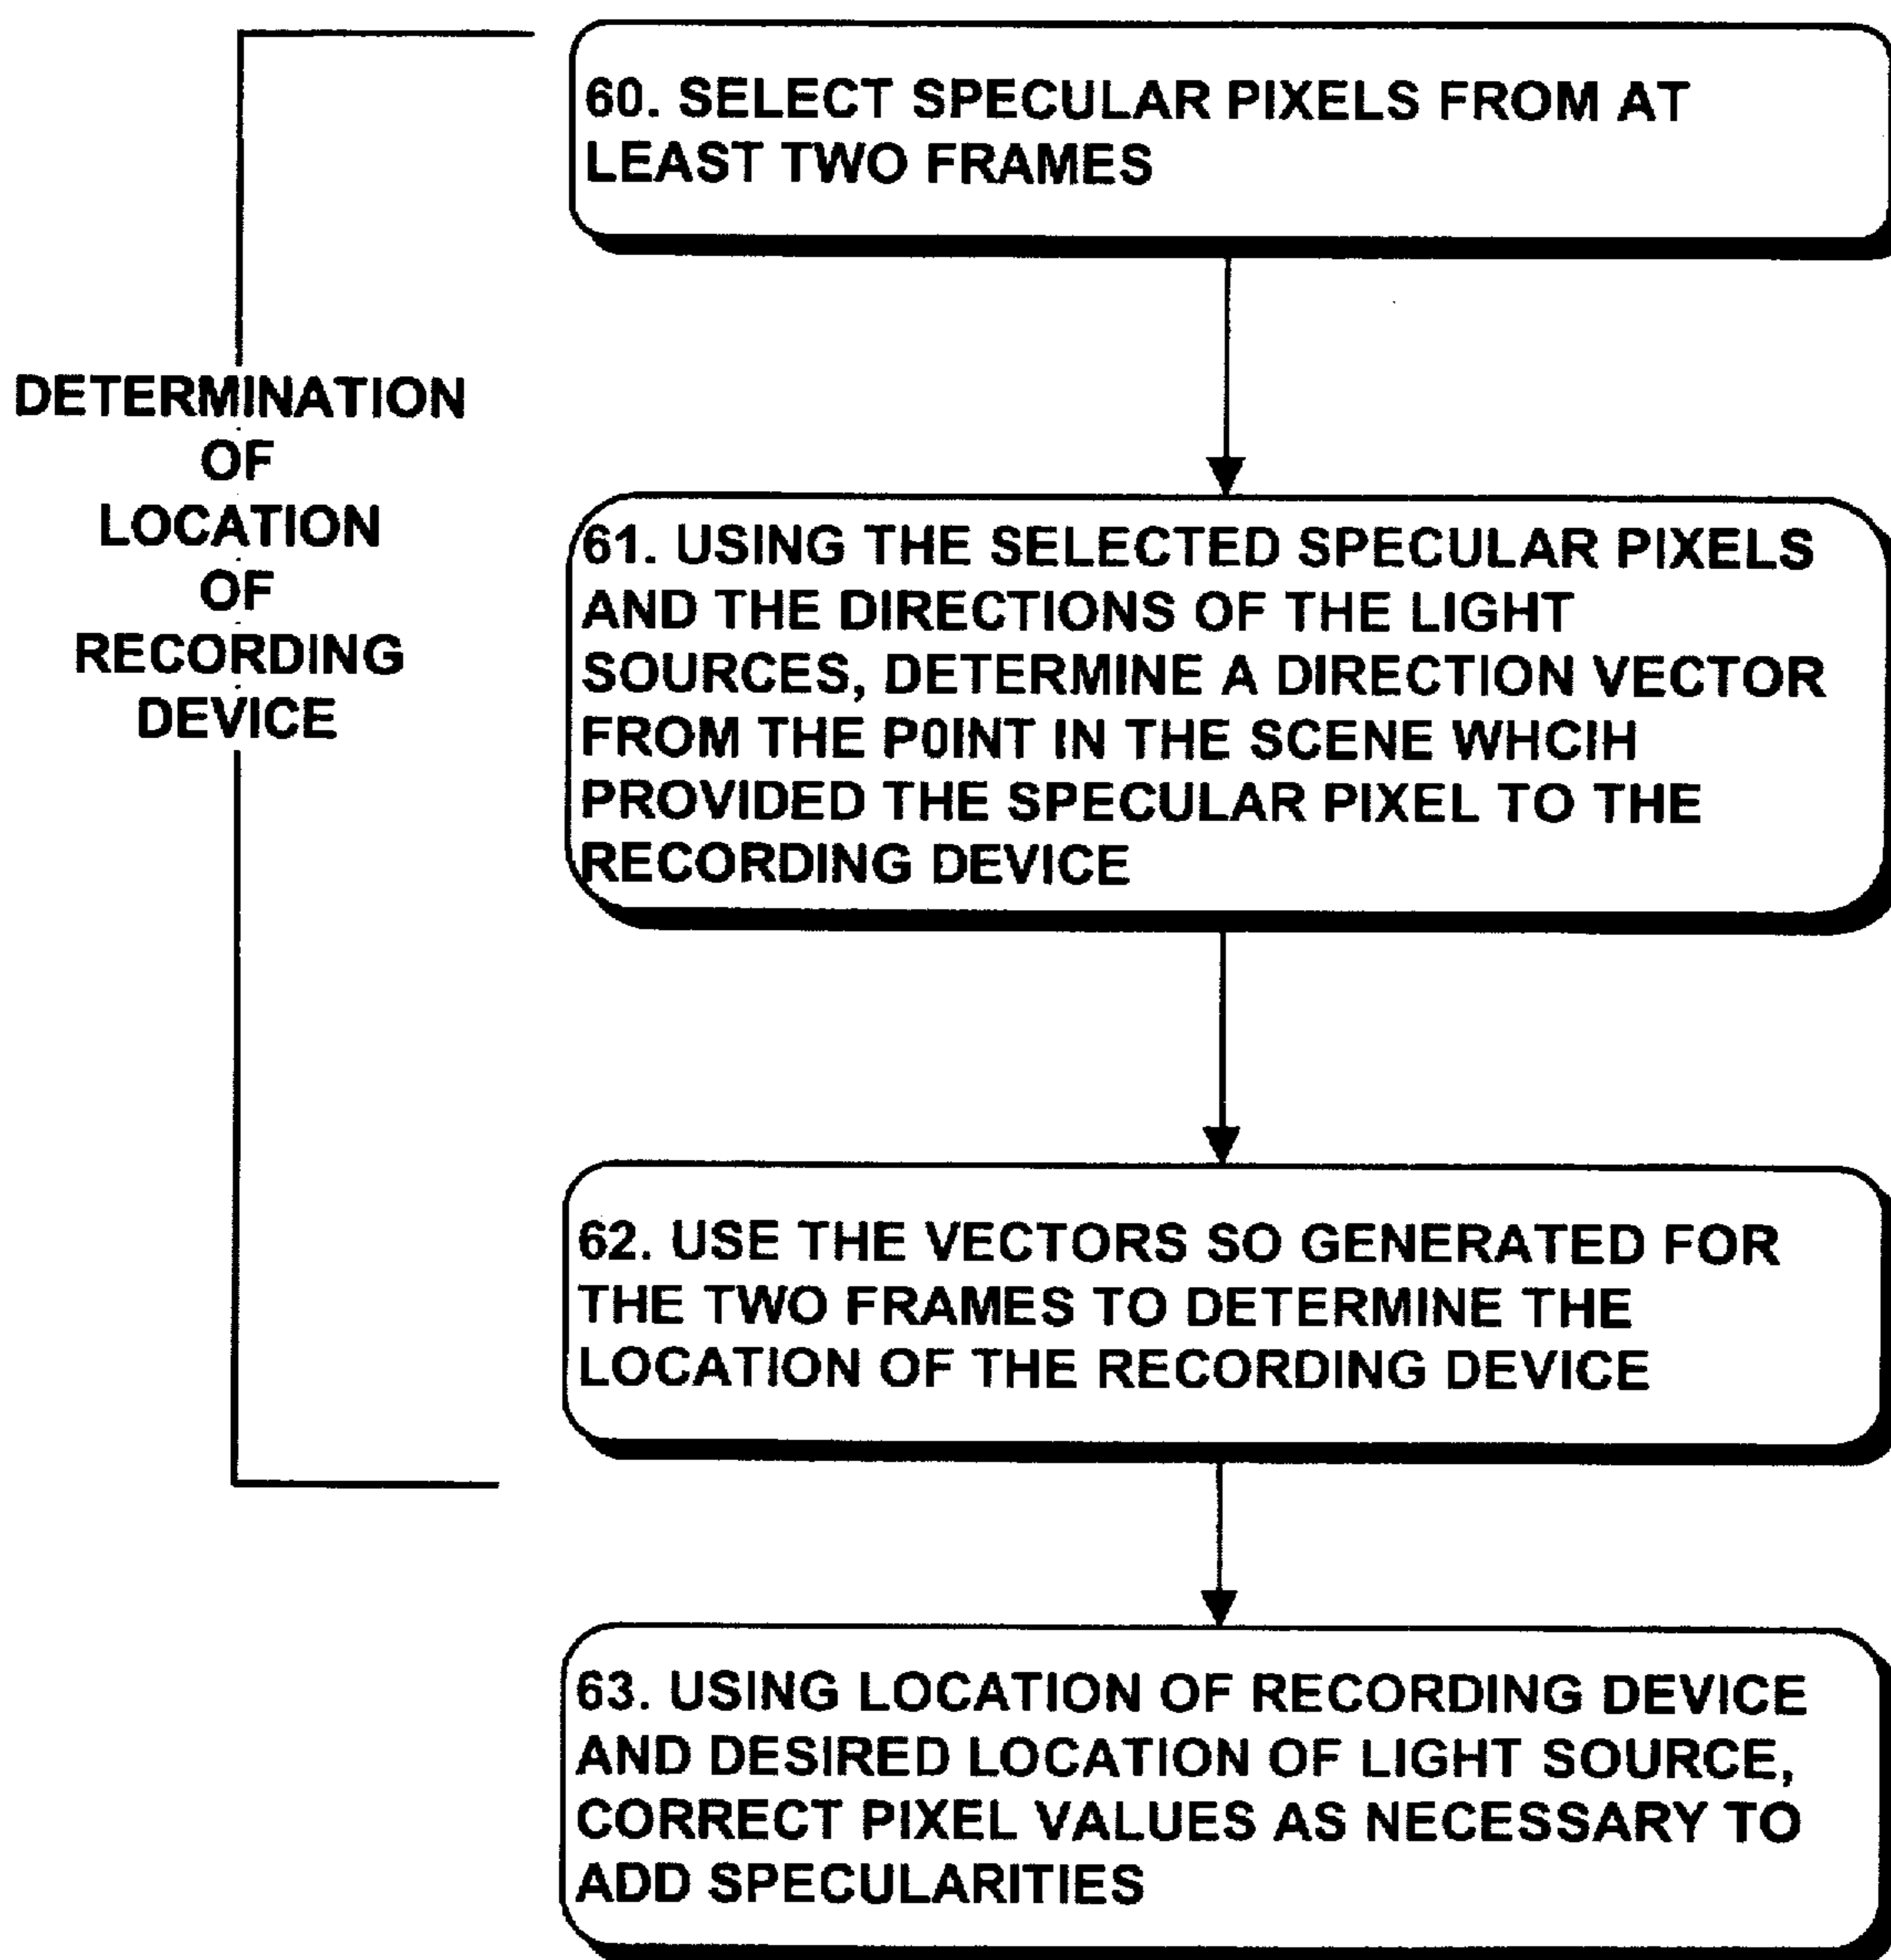 60. SELECT SPECULAR PIXELS FROM AT
LEAST TWO FRAMES
DETERMINATION
OF
LOCATION
OF
RECORDING
DEVICE
61. USING THE SELECTED SPECULAR PIXELS
AND THE DIRECTIONS OF THE LIGHT
SOURCES, DETERMINE A DIRECTION VECTOR
FROM THE P0INT IN THE SCENE WHCIH
PROVIDED THE SPECULAR PIXEL TO THE
RECORDING DEVICE
62. USE THE VECTORS SO GENERATED FOR
THE TWO FRAMES TO DETERMINE THE
LOCATION OF THE RECORDING DEVICE
63. USING LOCATION OF RECORDING DEVICE
AND DESIRED LOCATION OF LIGHT SOURCE,
CORRECT PIXEL VALUES AS NECESSARY TO
ADD SPECULARITIES